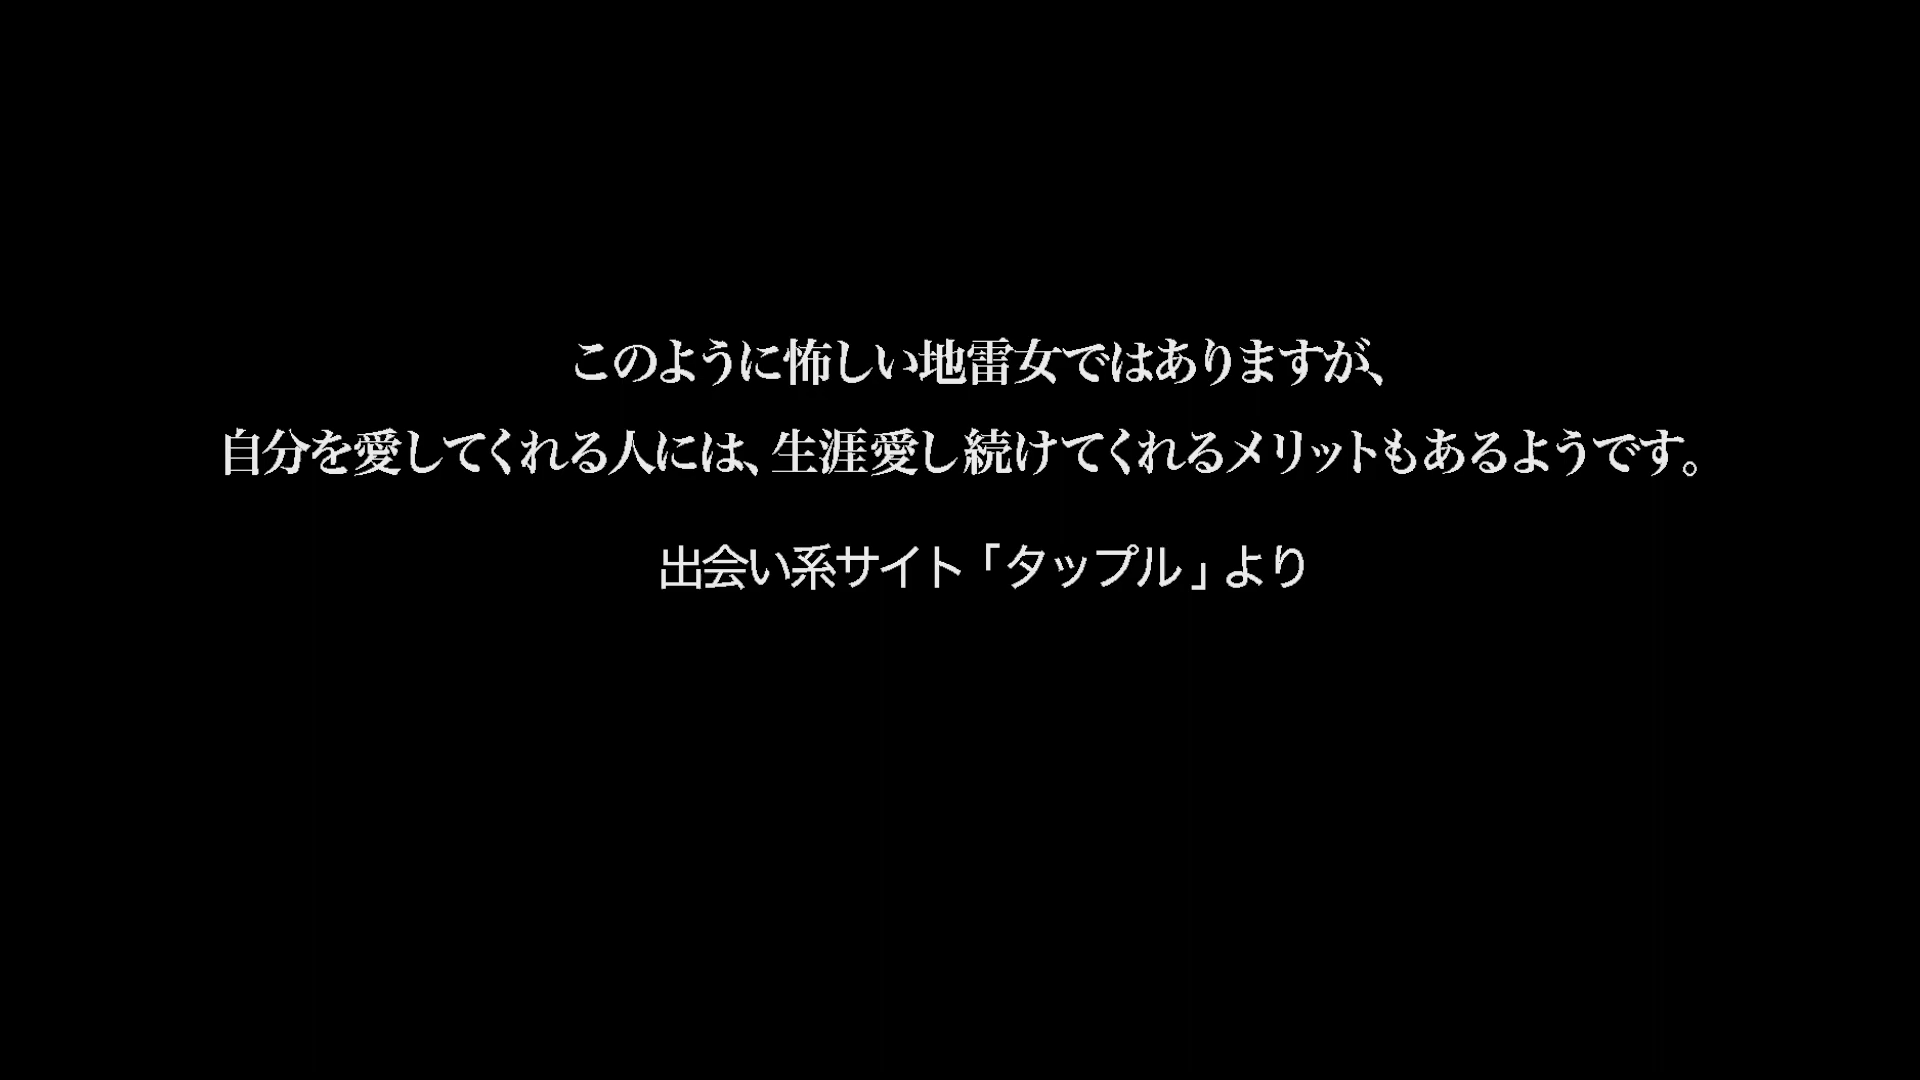 このように怖しい地雷女ではありますが、
自分を愛してくれる人には、生涯愛し続けてくれるメリットもあるようです。
出会い系サイト「タップル」より